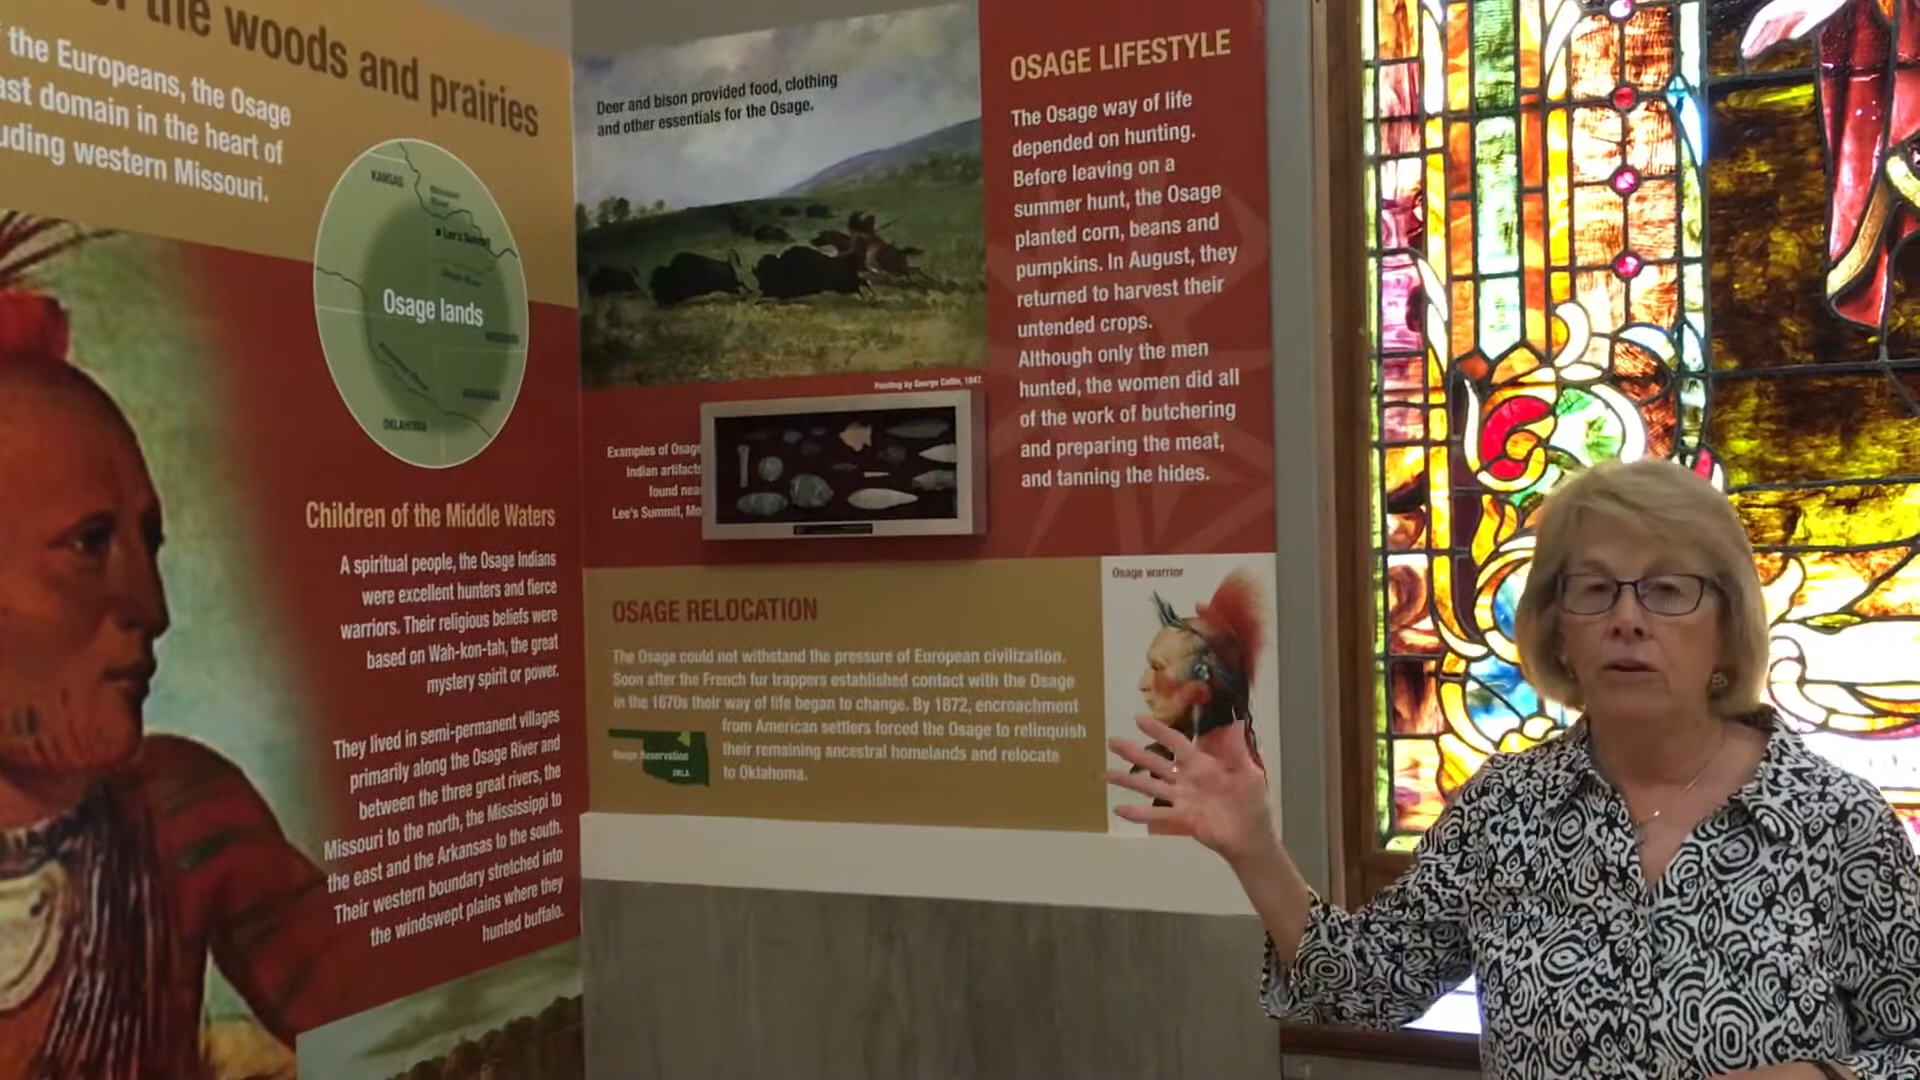 of the woods and prairies
the Europeans, the Osage
ast domain in the heart of
uding western Missouri.
KANSAS
Missouri
River
Lee's Summit
Osage lands
OKLAHOMA
Children of the Middle Waters
A spiritual people, the Osage Indians
were excellent hunters and fierce
warriors. Their religious beliefs were
based on Wah-kon-tah, the great
mystery spirit or power.
They lived in semi-permanent villages
primarily along the Osage River and
between the three great rivers, the
Missouri to the north, the Mississippi to
the east and the Arkansas to the south.
Their western boundary stretched into
the windswept plains where they
hunted buffalo.
Deer and bison provided food, clothing
and other essentials for the Osage.
Painting by George Catlin, 1847
Examples of Osage
Indian artifacts
found nea
Lee's Summit, Mo
OSAGE LIFESTYLE
The Osage way of life
depended on hunting.
Before leaving on a
summer hunt, the Osage
planted corn, beans and
pumpkins. In August, they
returned to harvest their
untended crops.
Although only the men
hunted, the women did all
of the work of butchering
and preparing the meat,
and tanning the hides.
OSAGE RELOCATION
The Osage could not withstand the pressure of European civilization.
Soon after the French fur trappers established contact with the Osage
in the 1670s their way of life began to change. By 1872, encroachment
from American settlers forced the Osage to relinquish
their remaining ancestral homelands and relocate
to Oklahoma.
Osage Reservation
OKLA.
Osage warrior